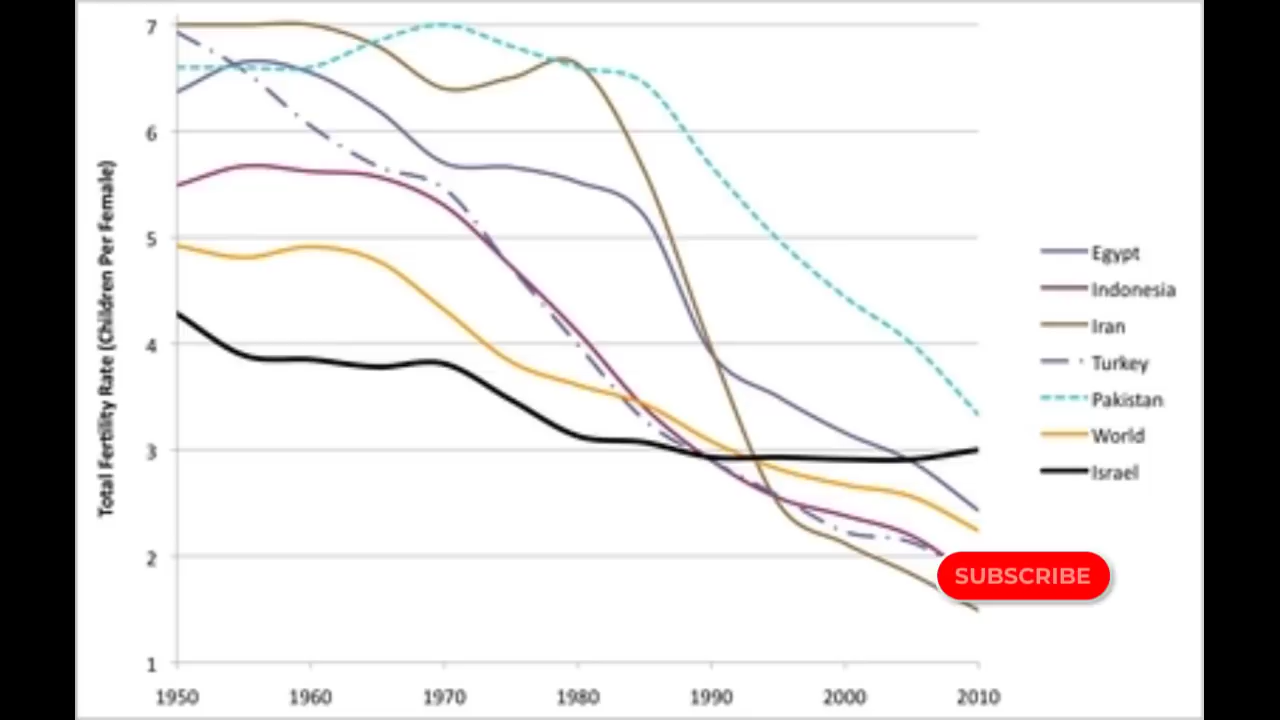 Total Fertility Rate (Children Per Female)
7
6
5
4
3
2
1
1950 1960 1970 1980 1990 2000 2010
Egypt
Indonesia
Iran
Turkey
Pakistan
World
Israel
SUBSCRIBE